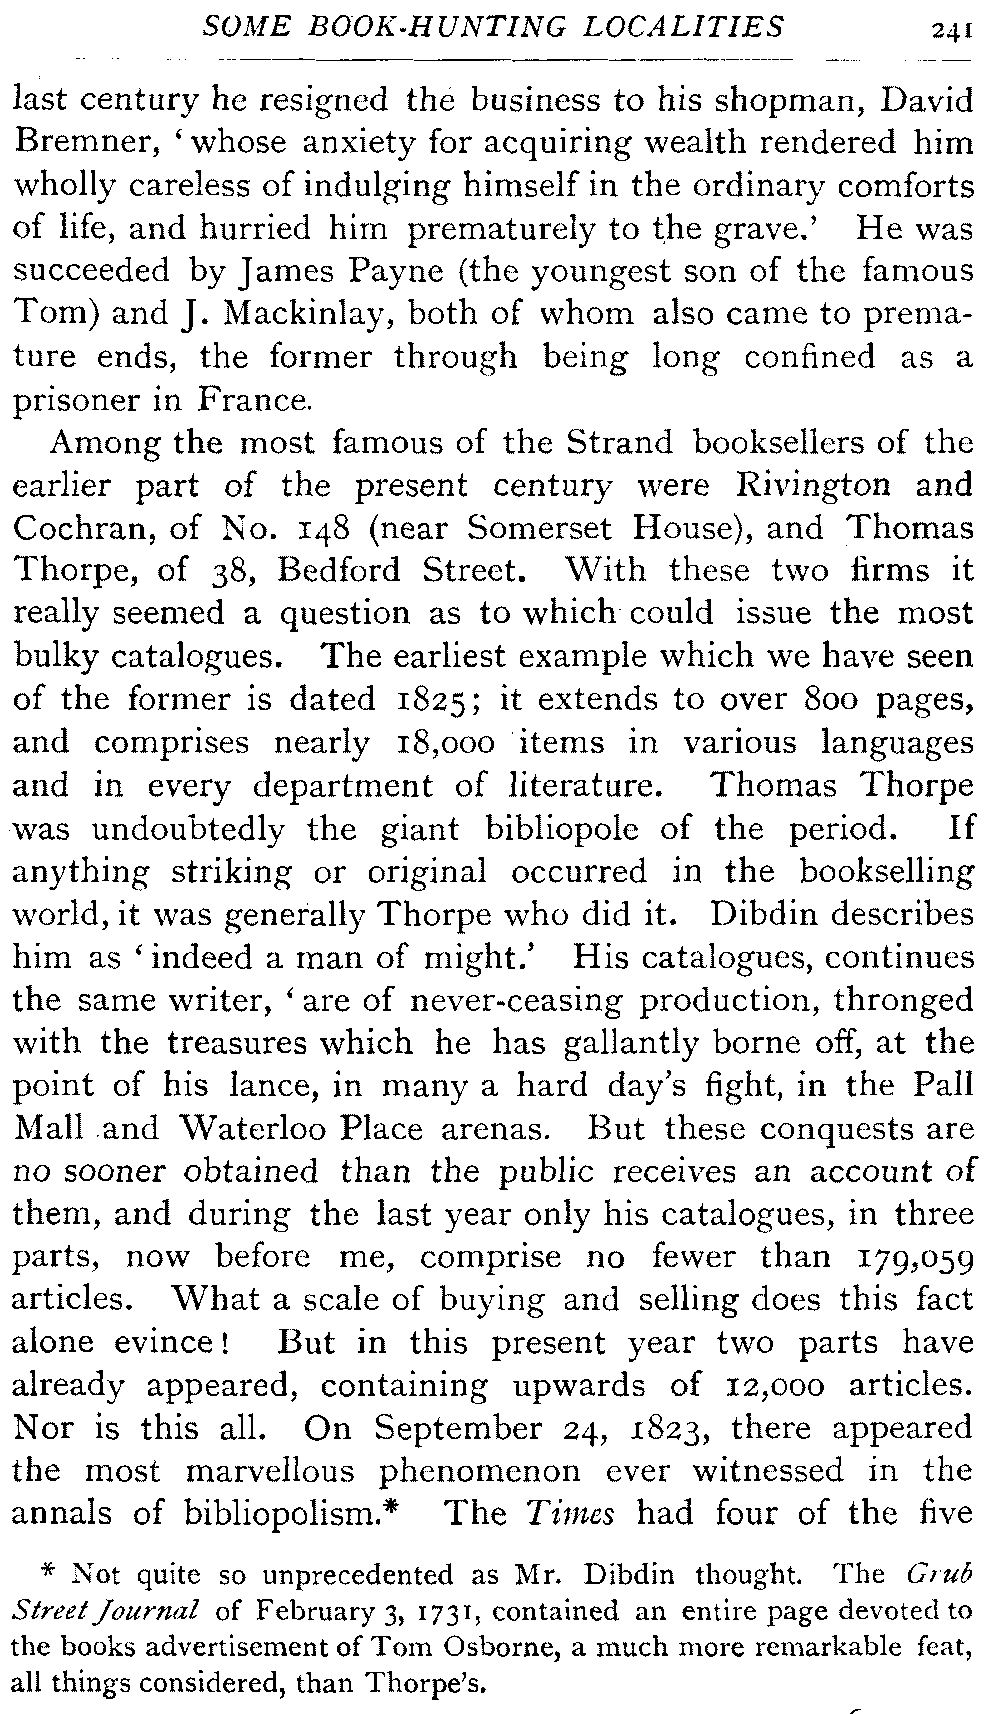 SOME BOOK-HUNTING LOCALITIES 241
last century he resigned the business to his shopman, David
Bremner, ‘whose anxiety for acquiring wealth rendered him
wholly careless of indulging himself in the ordinary comforts
of life, and hurried him prematurely to the grave.’ He was
succeeded by James Payne (the youngest son of the famous
Tom) and J. Mackinlay, both of whom also came to prema-
ture ends, the former through being long confined as a
prisoner in France.
Among the most famous of the Strand booksellers of the
earlier part of the present century were Rivington and
Cochran, of No. 148 (near Somerset House), and Thomas
Thorpe, of 38, Bedford Street. With these two firms it
really seemed a question as to which could issue the most
bulky catalogues. The earliest example which we have seen
of the former is dated 1825; it extends to over 800 pages,
and comprises nearly 18,000 items in various languages
and in every department of literature. Thomas Thorpe
was undoubtedly the giant bibliopole of the period. If
anything striking or original occurred in the bookselling
world, it was generally Thorpe who did it. Dibdin describes
him as ‘indeed a man of might.’ His catalogues, continues
the same writer, ‘are of never-ceasing production, thronged
with the treasures which he has gallantly borne off, at the
point of his lance, in many a hard day's fight, in the Pall
Mall and Waterloo Place arenas. But these conquests are
no sooner obtained than the public receives an account of
them, and during the last year only his catalogues, in three
parts, now before me, comprise no fewer than 179,059
articles. What a scale of buying and selling does this fact
alone evince! But in this present year two parts have
already appeared, containing upwards of 12,000 articles.
Nor is this all. On September 24, 1823, there appeared
the most marvellous phenomenon ever witnessed in the
annals of bibliopolism.* The Times had four of the five
* Not quite so unprecedented as Mr. Dibdin thought. The Grub
Street Journal of February 3, 1731, contained an entire page devoted to
the books advertisement of Tom Osborne, a much more remarkable feat,
all things considered, than Thorpe's.